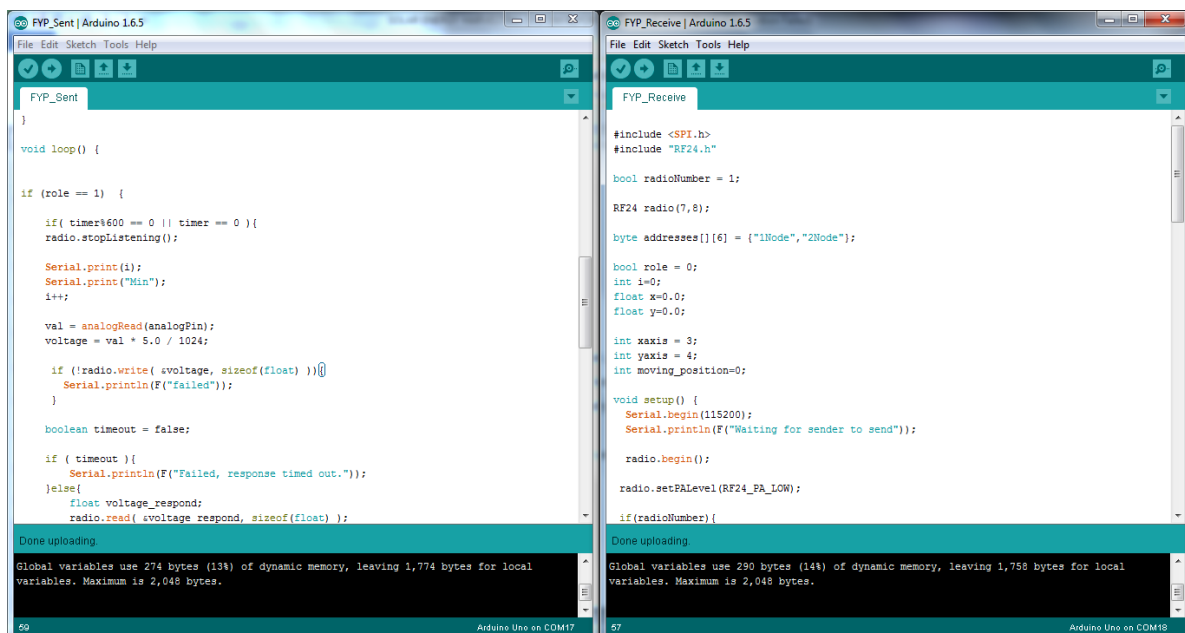 FYP_Sent | Arduino 1.6.5
File Edit Sketch Tools Help
FYP_Sent
}
void loop() {
if (role == 1)  {
if( timer%600 == 0 || timer == 0 ){
radio.stopListening();
Serial.print(i);
Serial.print("Min");
i++;
val = analogRead(analogPin);
voltage = val * 5.0 / 1024;
if (!radio.write( &voltage, sizeof(float) )){
Serial.println(F("failed"));
}
boolean timeout = false;
if ( timeout ){
Serial.println(F("Failed, response timed out."));
}else{
float voltage_respond;
radio.read( &voltage_respond, sizeof(float) );
Done uploading.
Global variables use 274 bytes (13%) of dynamic memory, leaving 1,774 bytes for local
variables. Maximum is 2,048 bytes.
59
Arduino Uno on COM17
FYP_Receive | Arduino 1.6.5
File Edit Sketch Tools Help
FYP_Receive
#include <SPI.h>
#include "RF24.h"
bool radioNumber = 1;
RF24 radio(7,8);
byte addresses[][6] = {"1Node","2Node"};
bool role = 0;
int i=0;
float x=0.0;
float y=0.0;
int xaxis = 3;
int yaxis = 4;
int moving_position=0;
void setup() {
Serial.begin(115200);
Serial.println(F("Waiting for sender to send"));
radio.begin();
radio.setPALevel(RF24_PA_LOW);
if(radioNumber){
Done uploading.
Global variables use 290 bytes (14%) of dynamic memory, leaving 1,758 bytes for local
variables. Maximum is 2,048 bytes.
57
Arduino Uno on COM18